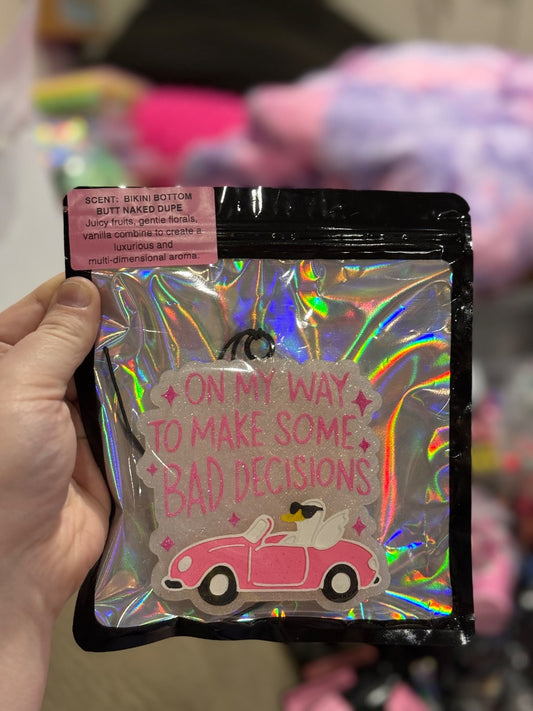 SCENT: BIKINI BOTTOM
BUTT NAKED DUPE
Juicy fruits, gentle florals,
vanilla combine to create a
luxurious and
multi-dimensional aroma.
ON MY WAY
TO MAKE SOME
BAD DECISIONS